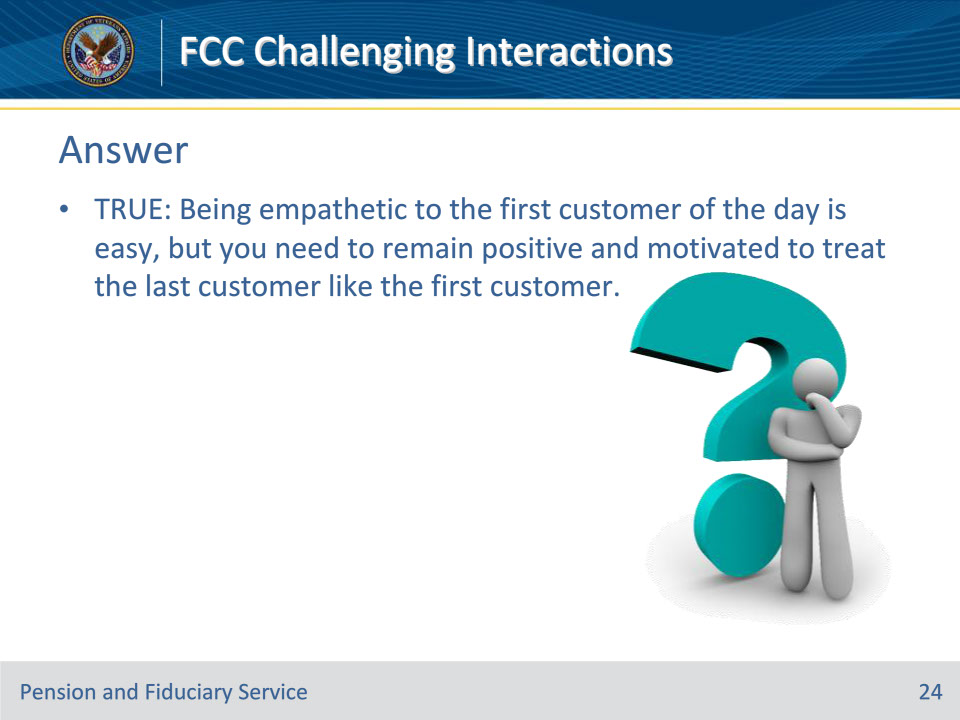 FCC Challenging Interactions
Answer
• TRUE: Being empathetic to the first customer of the day is
easy, but you need to remain positive and motivated to treat
the last customer like the first customer.
Pension and Fiduciary Service
24